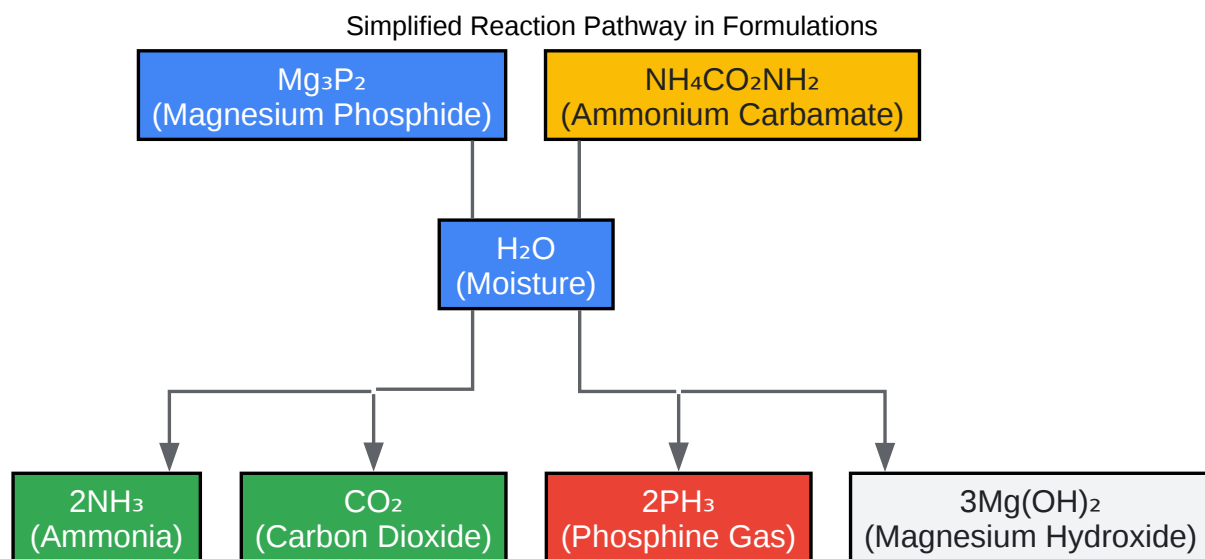 Simplified Reaction Pathway in Formulations
Mg₃P₂
(Magnesium Phosphide)
NH₄CO₂NH₂
(Ammonium Carbamate)
H₂O
(Moisture)
2NH₃
(Ammonia)
CO₂
(Carbon Dioxide)
2PH₃
(Phosphine Gas)
3Mg(OH)₂
(Magnesium Hydroxide)